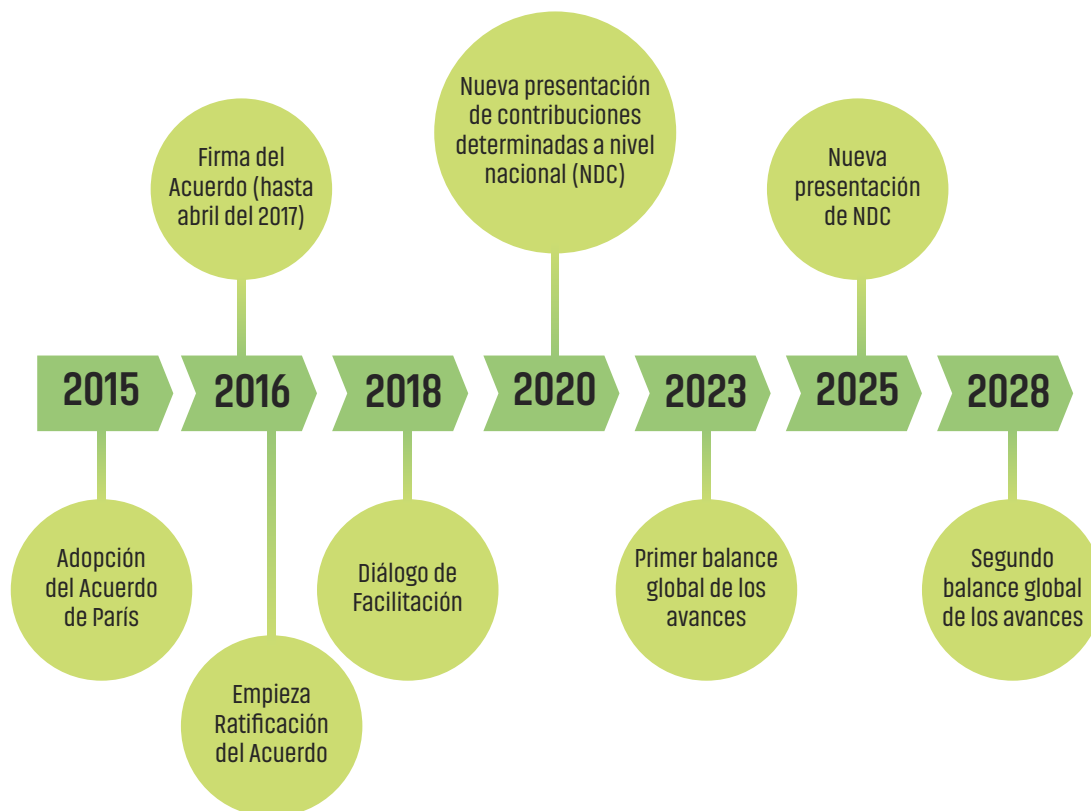 Nueva presentación
de contribuciones
determinadas a nivel
nacional (NDC)
Firma del
Acuerdo (hasta
abril del 2017)
Nueva
presentación
de NDC
2015
2016
2018
2020
2023
2025
2028
Adopción
del Acuerdo
de París
Diálogo de
Facilitación
Primer balance
global de los
avances
Segundo
balance global
de los avances
Empieza
Ratificación
del Acuerdo